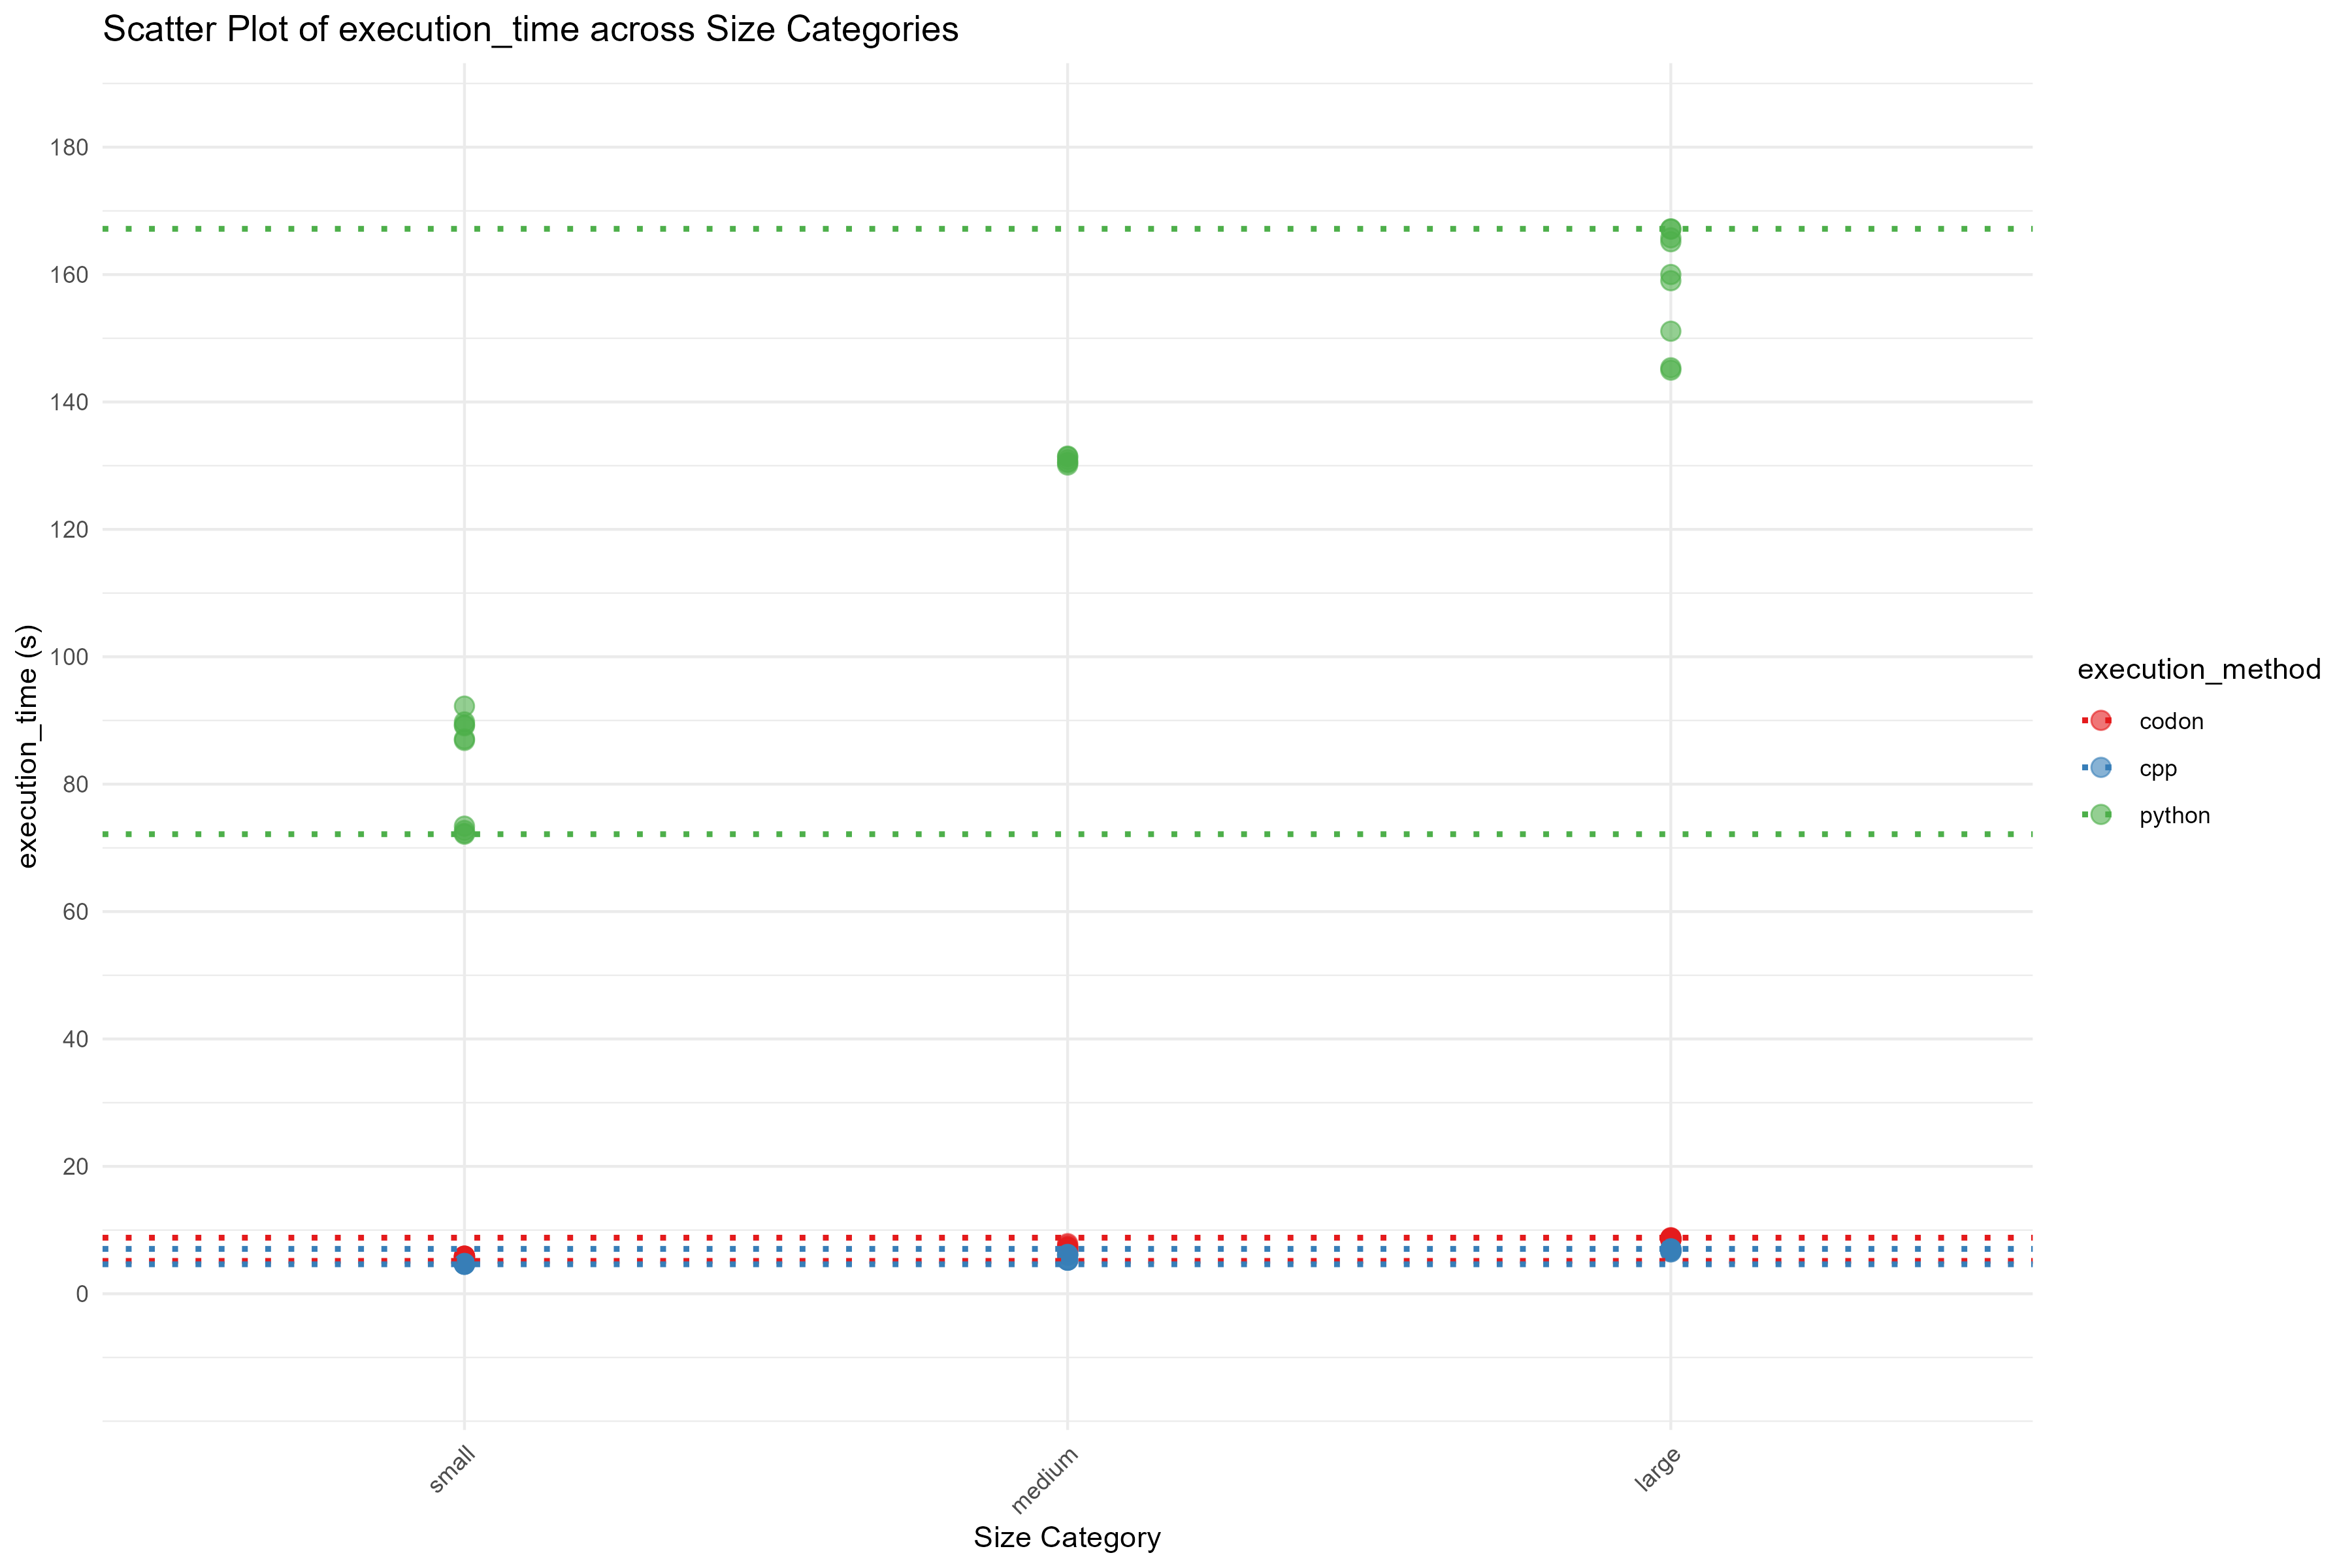 Scatter Plot of execution_time across Size Categories
execution_time (s)
180
160
140
120
100
80
60
40
20
0
small
medium
large
Size Category
execution_method
codon
cpp
python